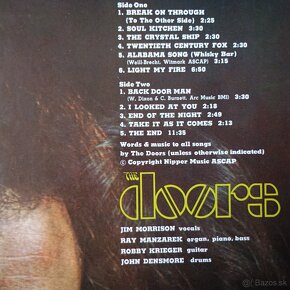 Side One
1. BREAK ON THROUGH
(To The Other Side) 2:25
2. SOUL KITCHEN 3:30
3. THE CRYSTAL SHIP 2:30
4. TWENTIETH CENTURY FOX 2:30
5. ALABAMA SONG (Whisky Bar)
(Weill-Brecht, Witmark ASCAP) 3:15
6. LIGHT MY FIRE 6:50
Side Two
1. BACK DOOR MAN
(W. Dixon & C. Burnett, Arc Music BMI) 3:30
2. I LOOKED AT YOU 2:18
3. END OF THE NIGHT 2:49
4. TAKE IT AS IT COMES 2:13
5. THE END 11:35
Words & music to all songs
by The Doors (unless otherwise indicated)
© Copyright Nipper Music ASCAP
THE
doors
JIM MORRISON vocals
RAY MANZAREK organ, piano, bass
ROBBY KRIEGER guitar
JOHN DENSMORE drums
Bazar.sk